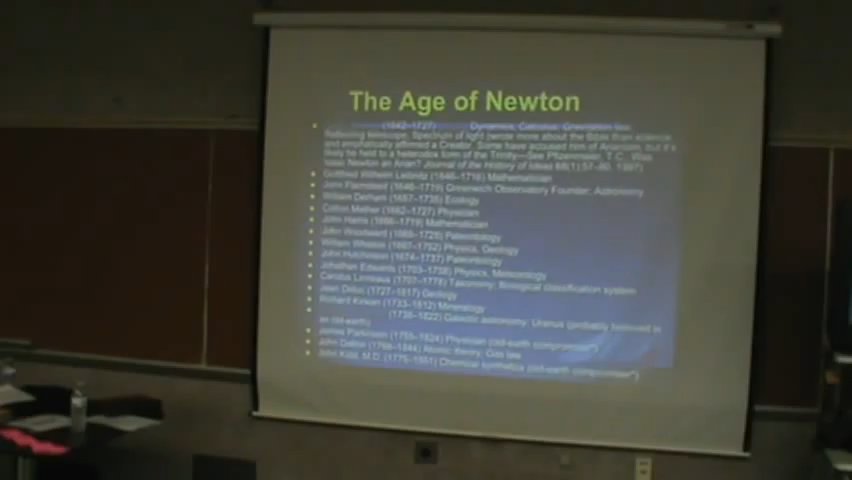 The Age of Newton
(1642–1727) Dynamics; Calculus; Gravitation law;
Reflecting telescope; Spectrum of light (wrote more about the Bible than science,
and emphatically affirmed a Creator. Some have accused him of Arianism, but it's
likely he held to a heterodox form of the Trinity—See Pfizenmaier, T.C., Was
Isaac Newton an Arian? Journal of the History of Ideas 68(1):57–80, 1997)
Gottfried Wilhelm Leibnitz (1646–1716) Mathematician
John Flamsteed (1646–1719) Greenwich Observatory Founder; Astronomy
William Derham (1657–1735) Ecology
Cotton Mather (1662–1727) Physician
John Harris (1666–1719) Mathematician
John Woodward (1665–1728) Paleontology
William Whiston (1667–1752) Physics, Geology
John Hutchinson (1674–1737) Paleontology
Jonathan Edwards (1703–1758) Physics, Meteorology
Carolus Linneaus (1707–1778) Taxonomy; Biological classification system
Jean Deluc (1727–1817) Geology
Richard Kirwan (1733–1812) Mineralogy
(1738–1822) Galactic astronomy; Uranus (probably believed in
an old-earth)
James Parkinson (1755–1824) Physician (old-earth compromiser*)
John Dalton (1766–1844) Atomic theory; Gas law
John Kidd, M.D. (1775–1851) Chemical synthetics (old-earth compromiser*)